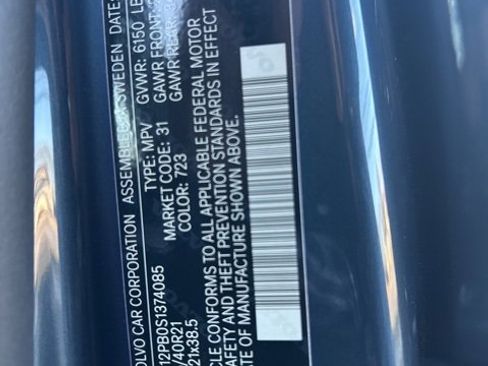 OLVO CAR CORPORATION ASSEMBLED IN SWEDEN DATE:
12PB0S1374085 TYPE: MPV GVWR: 6150 LB
/40R21 MARKET CODE: 31 GAWR FRONT:
21x38.5 COLOR: 723 GAWR REAR:
CLE CONFORMS TO ALL APPLICABLE FEDERAL MOTOR
SAFETY AND THEFT PREVENTION STANDARDS IN EFFECT
ATE OF MANUFACTURE SHOWN ABOVE.